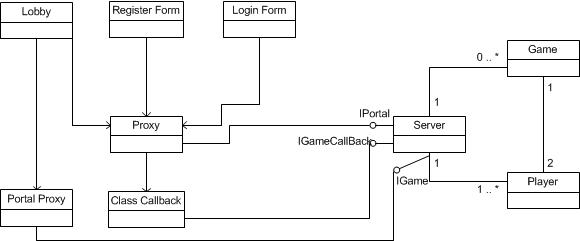 Lobby
Register Form
Login Form
Game
0 .. *
1
IPortal
1
Proxy
Server
IGameCallBack
1
2
IGame
1 .. *
Player
Portal Proxy
Class Callback